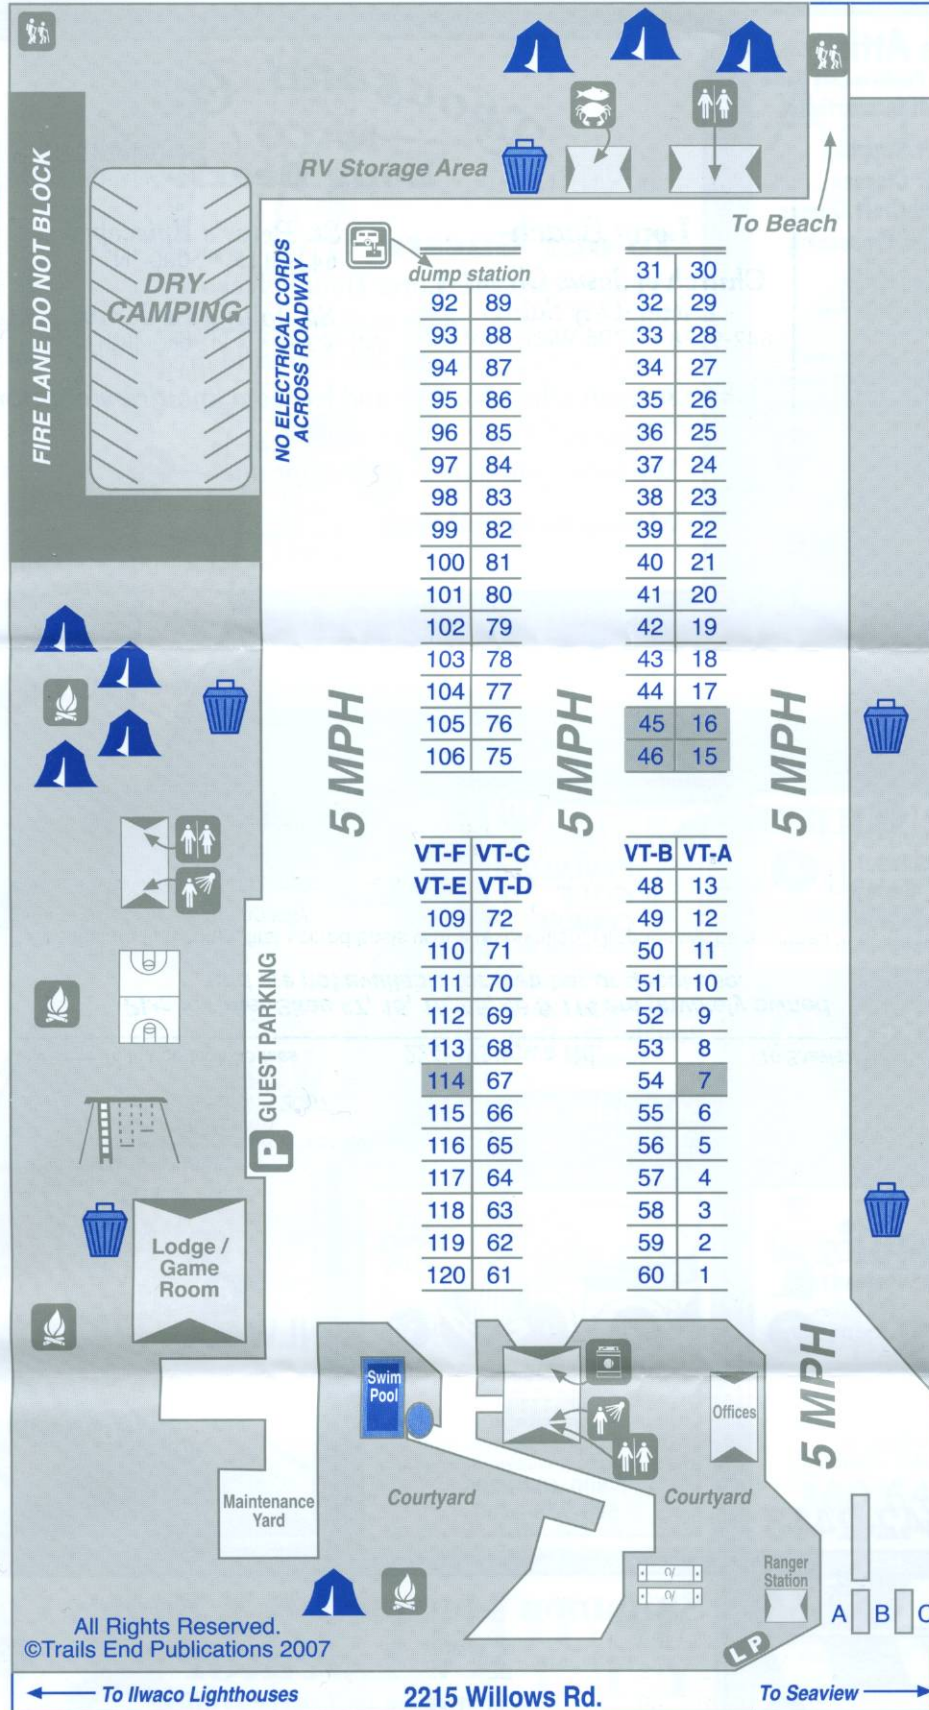 FIRE LANE DO NOT BLOCK
DRY
CAMPING
RV Storage Area
To Beach
NO ELECTRICAL CORDS
ACROSS ROADWAY
dump station
31 30
92 89 32 29
93 88 33 28
94 87 34 27
95 86 35 26
96 85 36 25
97 84 37 24
98 83 38 23
99 82 39 22
100 81 40 21
101 80 41 20
102 79 42 19
103 78 43 18
104 77 44 17
105 76 45 16
106 75 46 15
5 MPH
5 MPH
5 MPH
VT-F VT-C VT-B VT-A
VT-E VT-D 48 13
109 72 49 12
110 71 50 11
111 70 51 10
112 69 52 9
113 68 53 8
114 67 54 7
115 66 55 6
116 65 56 5
117 64 57 4
118 63 58 3
119 62 59 2
120 61 60 1
P GUEST PARKING
Lodge /
Game
Room
5 MPH
Swim
Pool
Offices
Maintenance
Yard
Courtyard
Courtyard
Ranger
Station
A B C
LP
All Rights Reserved.
©Trails End Publications 2007
To Ilwaco Lighthouses
2215 Willows Rd.
To Seaview